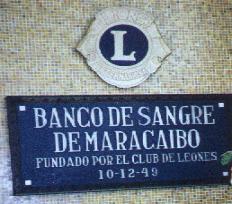 L
BANCO DE SANGRE
DE MARACAIBO
FUNDADO POR EL CLUB DE LEONES
10-12-49